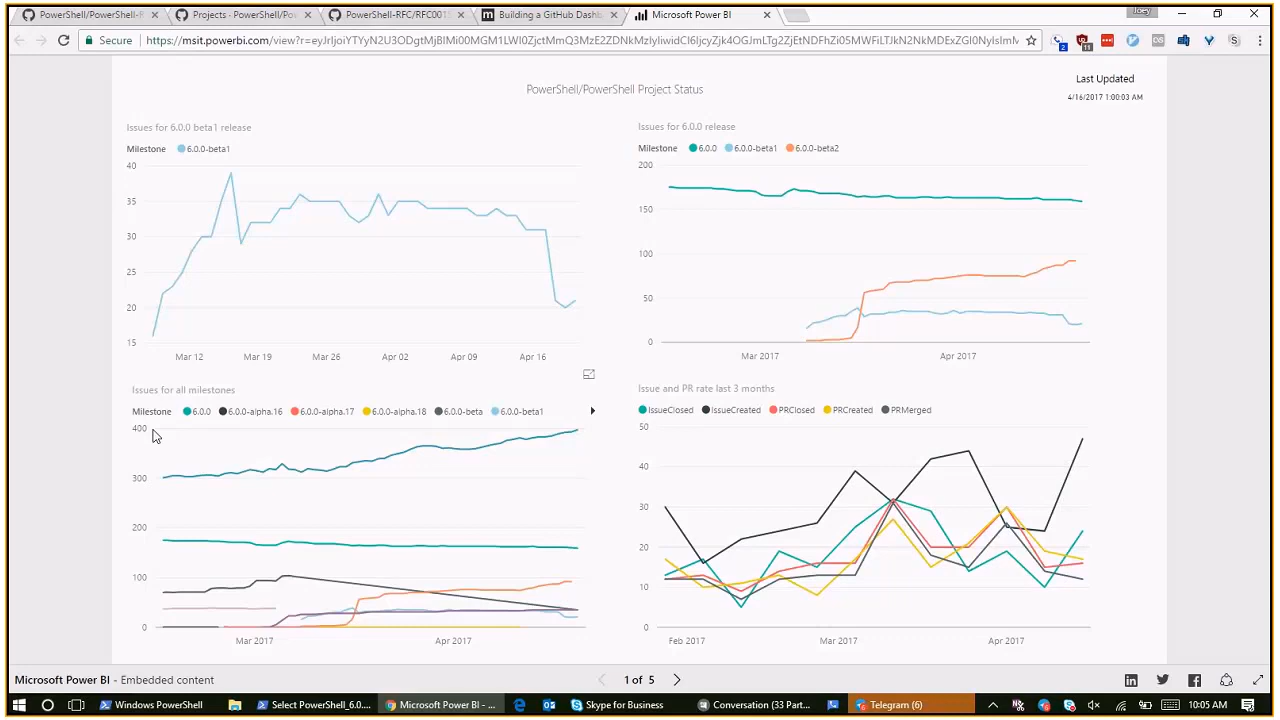 PowerShell/PowerShell-R
Projects - PowerShell/Pow
PowerShell-RFC/RFC001
Building a GitHub Dashb
Microsoft Power BI
Joey
Secure
https://msit.powerbi.com/view?r=
2
11
PowerShell/PowerShell Project Status
Last Updated
4/16/2017 1:00:03 AM
Issues for 6.0.0 beta1 release
Milestone 6.0.0-beta1
40
35
30
25
20
15
Mar 12 Mar 19 Mar 26 Apr 02 Apr 09 Apr 16
Issues for 6.0.0 release
Milestone 6.0.0 6.0.0-beta1 6.0.0-beta2
200
150
100
50
0
Mar 2017 Apr 2017
Issues for all milestones
Milestone 6.0.0 6.0.0-alpha.16 6.0.0-alpha.17 6.0.0-alpha.18 6.0.0-beta 6.0.0-beta1
400
300
200
100
0
Mar 2017 Apr 2017
Issue and PR rate last 3 months
IssueClosed IssueCreated PRClosed PRCreated PRMerged
50
40
30
20
10
0
Feb 2017 Mar 2017 Apr 2017
Microsoft Power BI - Embedded content
1 of 5
Windows PowerShell
Select PowerShell_6.0....
Microsoft Power BI - ...
Skype for Business
Conversation (33 Part...
Telegram (6)
10:05 AM